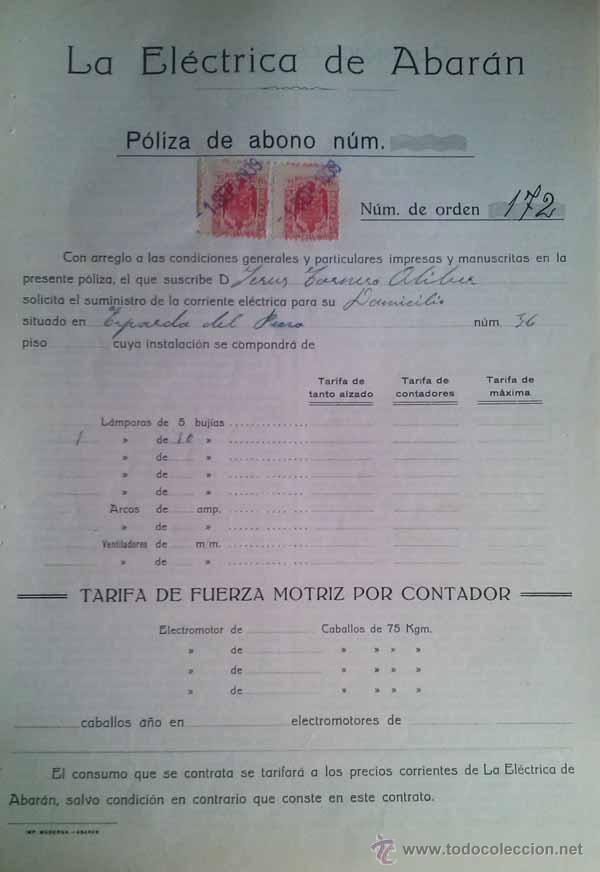 La Eléctrica de Abarán
Póliza de abono núm.
Núm. de orden 172
Con arreglo a las condiciones generales y particulares impresas y manuscritas en la
presente póliza, el que suscribe D Jesus Tornero
solicita el suministro de la corriente eléctrica para su Domicilio
situado en del núm. 36
piso cuya instalación se compondrá de
Tarifa de tanto alzado Tarifa de contadores Tarifa de máxima
Lámparas de 5 bujías
1 » de 10 »
» de »
» de »
» de »
Arcos de amp.
» de »
Ventiladores de m/m.
» de »
TARIFA DE FUERZA MOTRIZ POR CONTADOR
Electromotor de Caballos de 75 Kgm.
» de » » » »
» de » » » »
» de » » » »
caballos año en electromotores de
El consumo que se contrata se tarifará a los precios corrientes de La Eléctrica de
Abarán, salvo condición en contrario que conste en este contrato.
IMP. MODERNA.-ABARÁN
www.todocoleccion.net